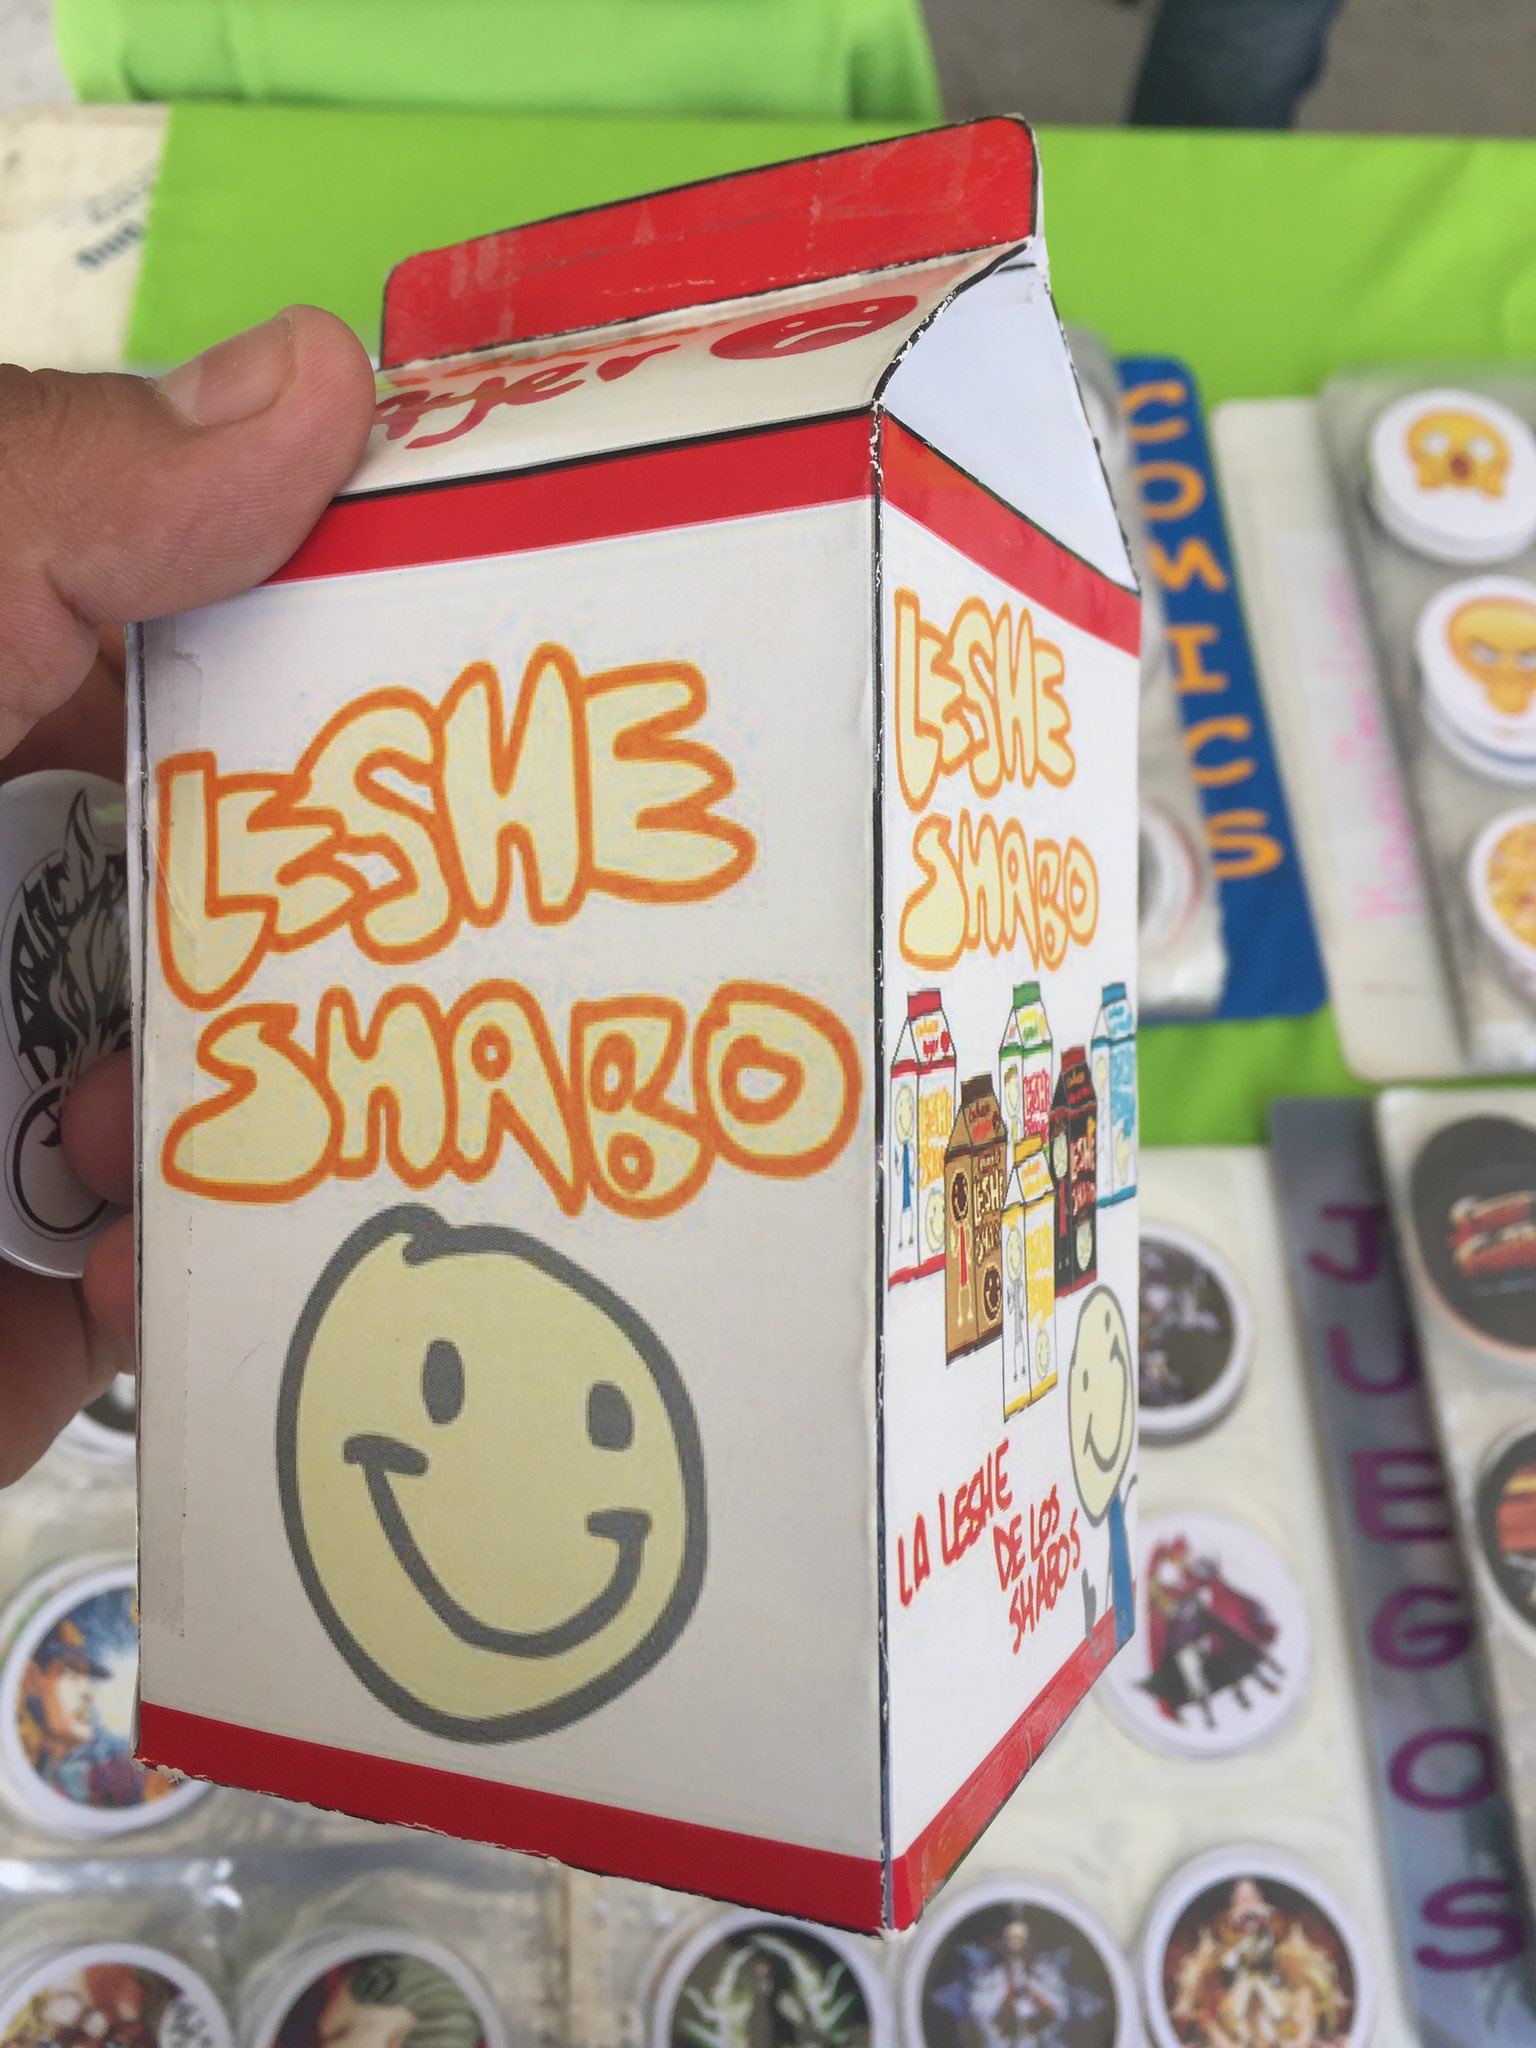 LESHE
SHABO
LESHE
SHABO
LA LESHE
DE LOS
SHABOS
COMICS
JUEGOS